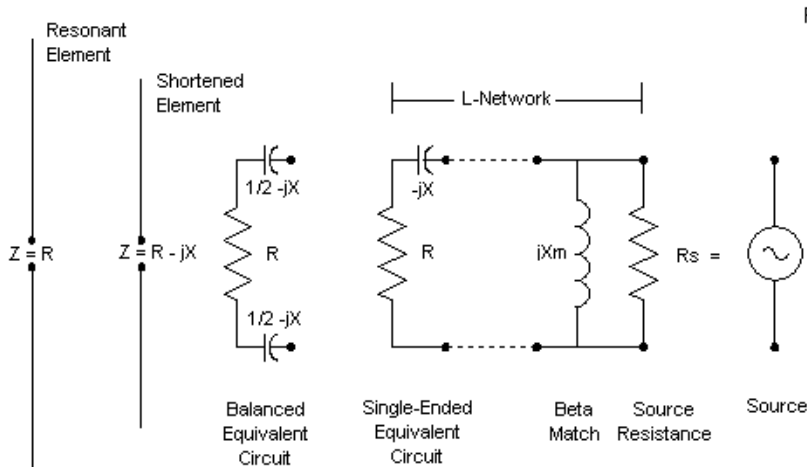 Resonant
Element
Shortened
Element
L-Network
1/2 -jX
-jX
Z = R
Z = R - jX
R
R
jXm
Rs =
1/2 -jX
Balanced
Equivalent
Circuit
Single-Ended
Equivalent
Circuit
Beta
Match
Source
Resistance
Source